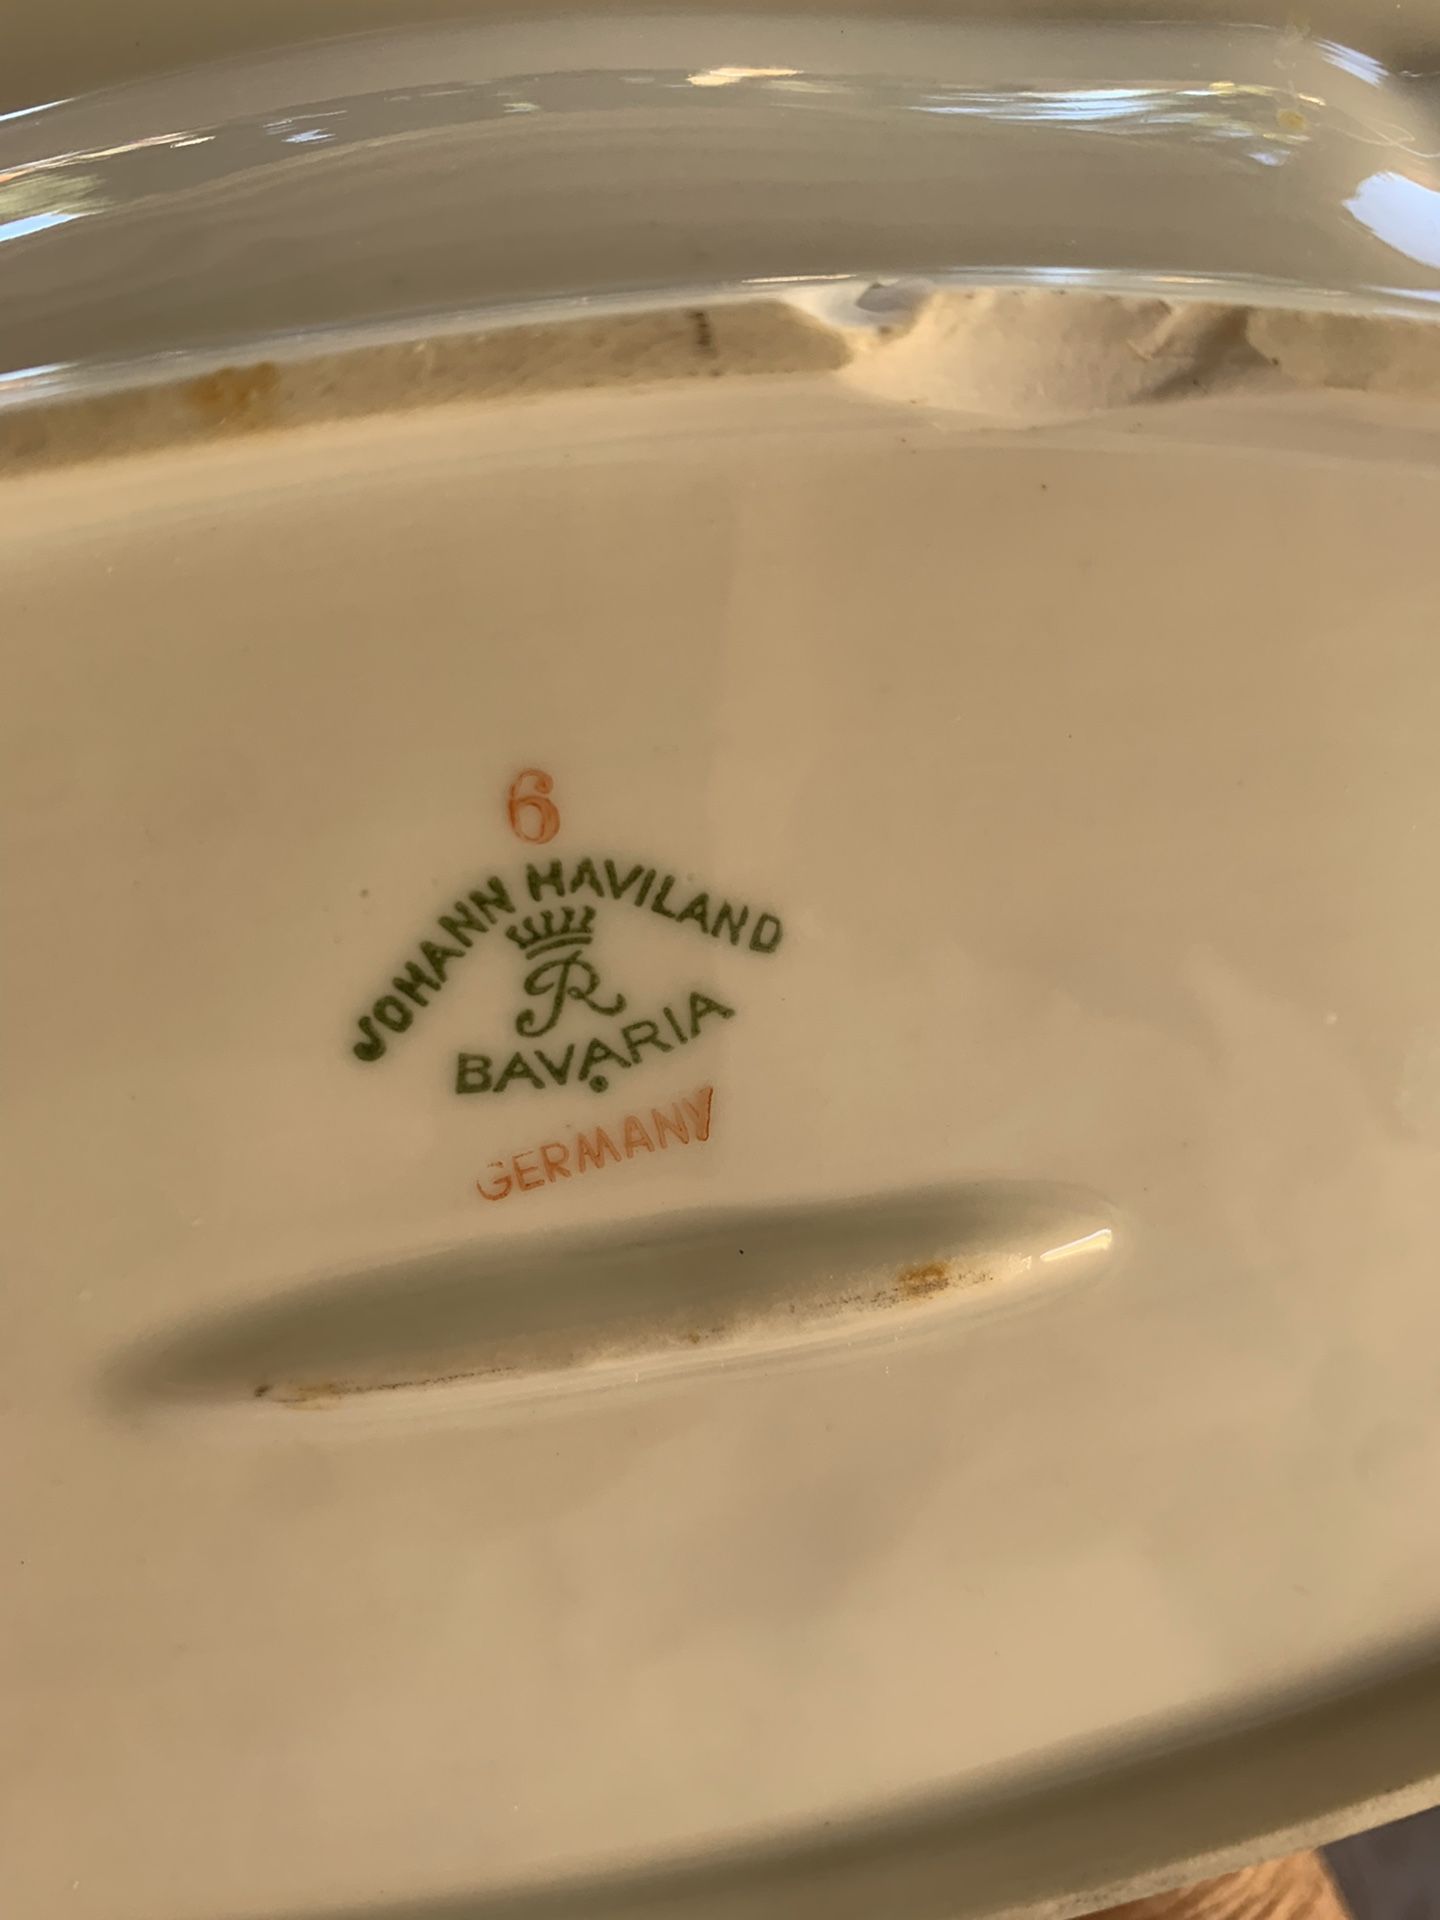 6
JOHANN HAVILAND
R
BAVARIA
GERMANY